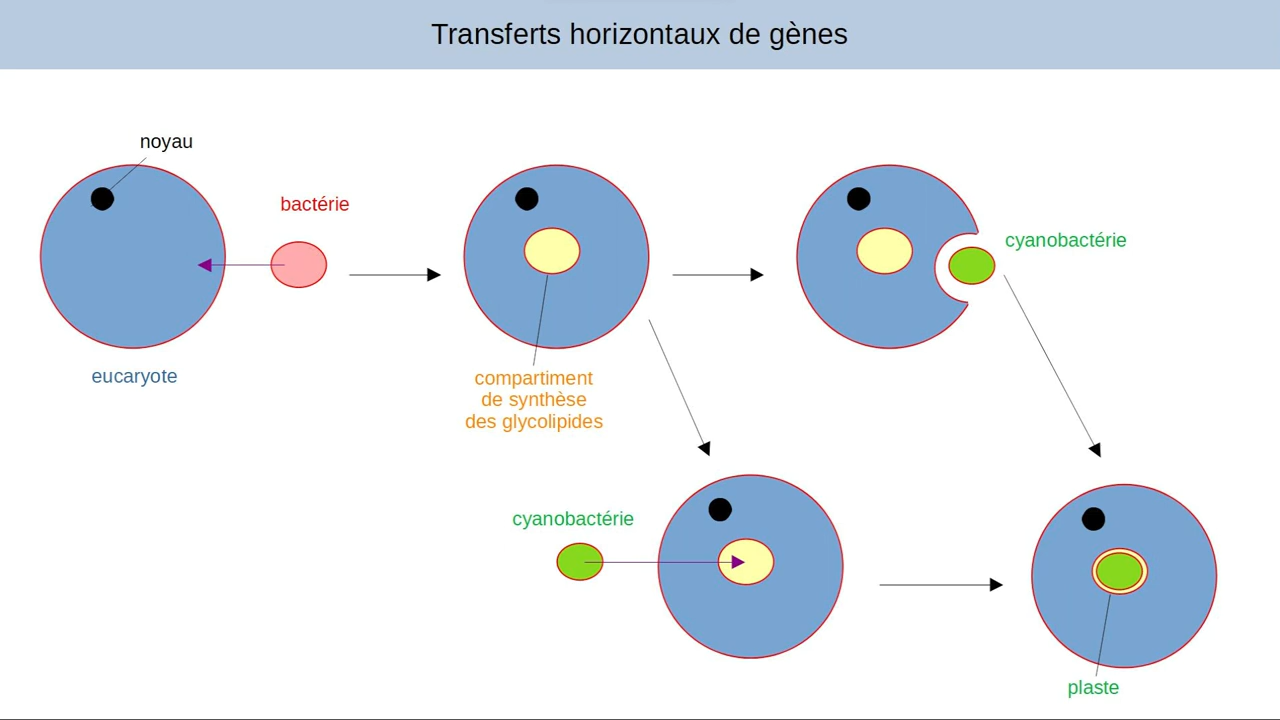 Transferts horizontaux de gènes
noyau
bactérie
cyanobactérie
eucaryote
compartiment
de synthèse
des glycolipides
cyanobactérie
plaste